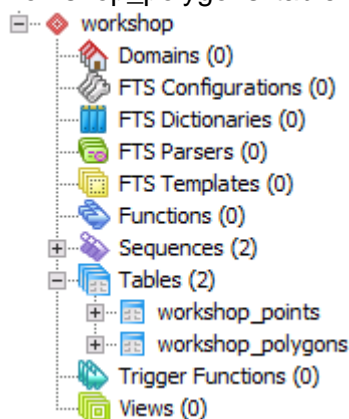 workshop
Domains (0)
FTS Configurations (0)
FTS Dictionaries (0)
FTS Parsers (0)
FTS Templates (0)
Functions (0)
Sequences (2)
Tables (2)
workshop_points
workshop_polygons
Trigger Functions (0)
Views (0)